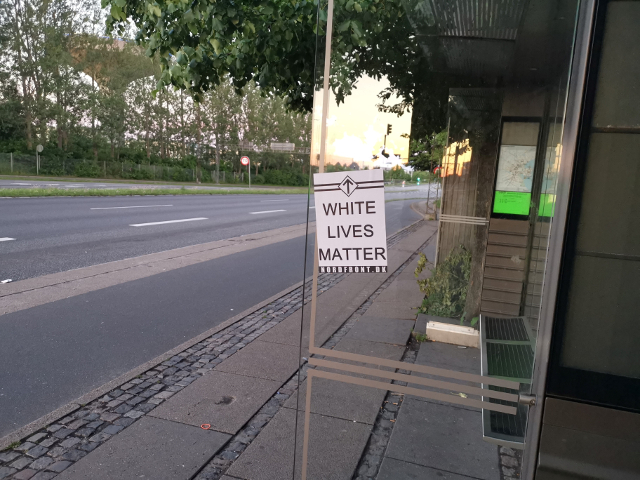 WHITE
LIVES
MATTER
NORDFRONT.DK